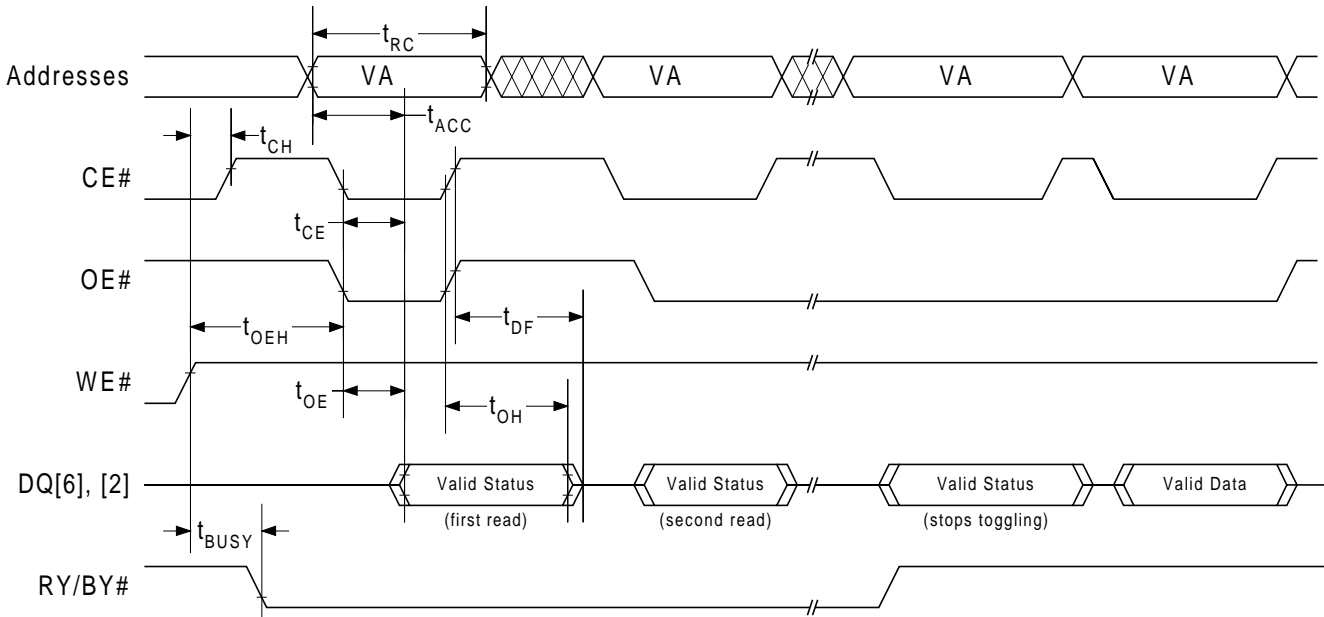 tRC
Addresses VA VA VA VA
tACC
tCH
CE#
tCE
OE#
tOEH tDF
WE#
tOE tOH
DQ[6], [2] Valid Status Valid Status Valid Status Valid Data
(first read) (second read) (stops toggling)
tBUSY
RY/BY#